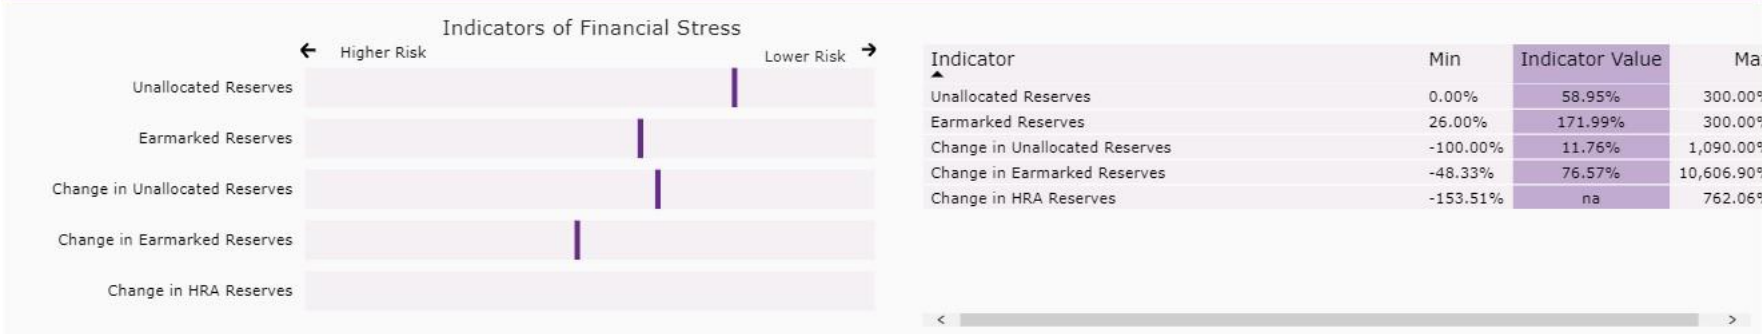 Indicators of Financial Stress
← Higher Risk Lower Risk →
Unallocated Reserves
Earmarked Reserves
Change in Unallocated Reserves
Change in Earmarked Reserves
Change in HRA Reserves
Indicator Min Indicator Value Ma
Unallocated Reserves 0.00% 58.95% 300.00%
Earmarked Reserves 26.00% 171.99% 300.00%
Change in Unallocated Reserves -100.00% 11.76% 1,090.00%
Change in Earmarked Reserves -48.33% 76.57% 10,606.90%
Change in HRA Reserves -153.51% na 762.06%